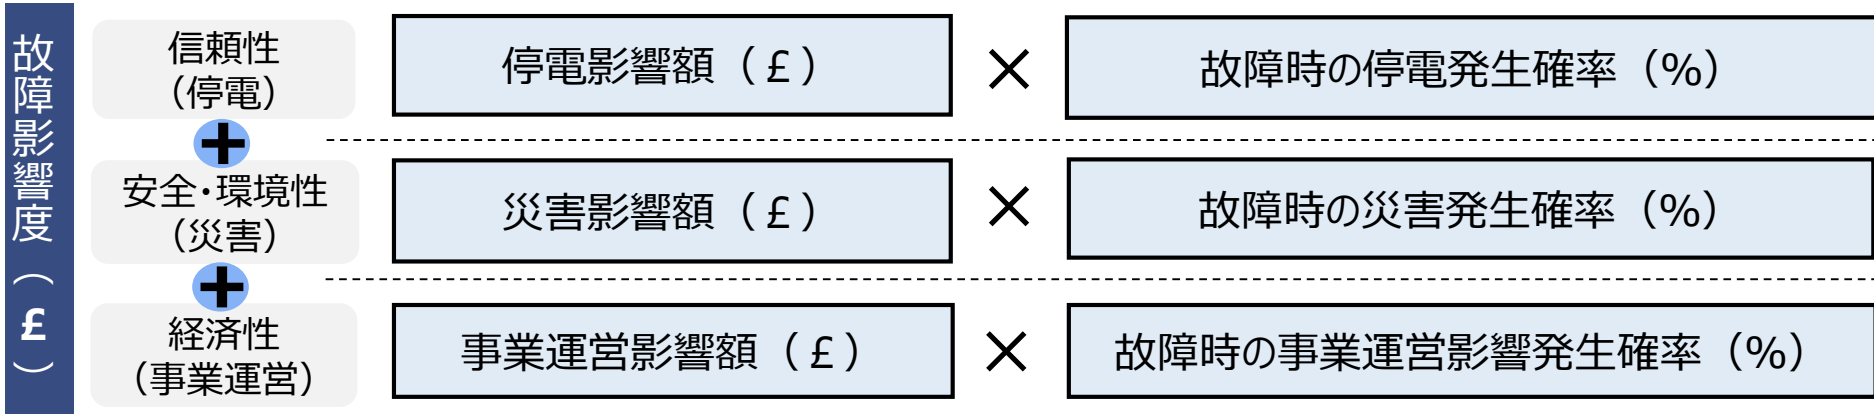 故障影響度（£）
信頼性
（停電）
停電影響額（£）
×
故障時の停電発生確率（%）
+
安全・環境性
（災害）
災害影響額（£）
×
故障時の災害発生確率（%）
+
経済性
（事業運営）
事業運営影響額（£）
×
故障時の事業運営影響発生確率（%）